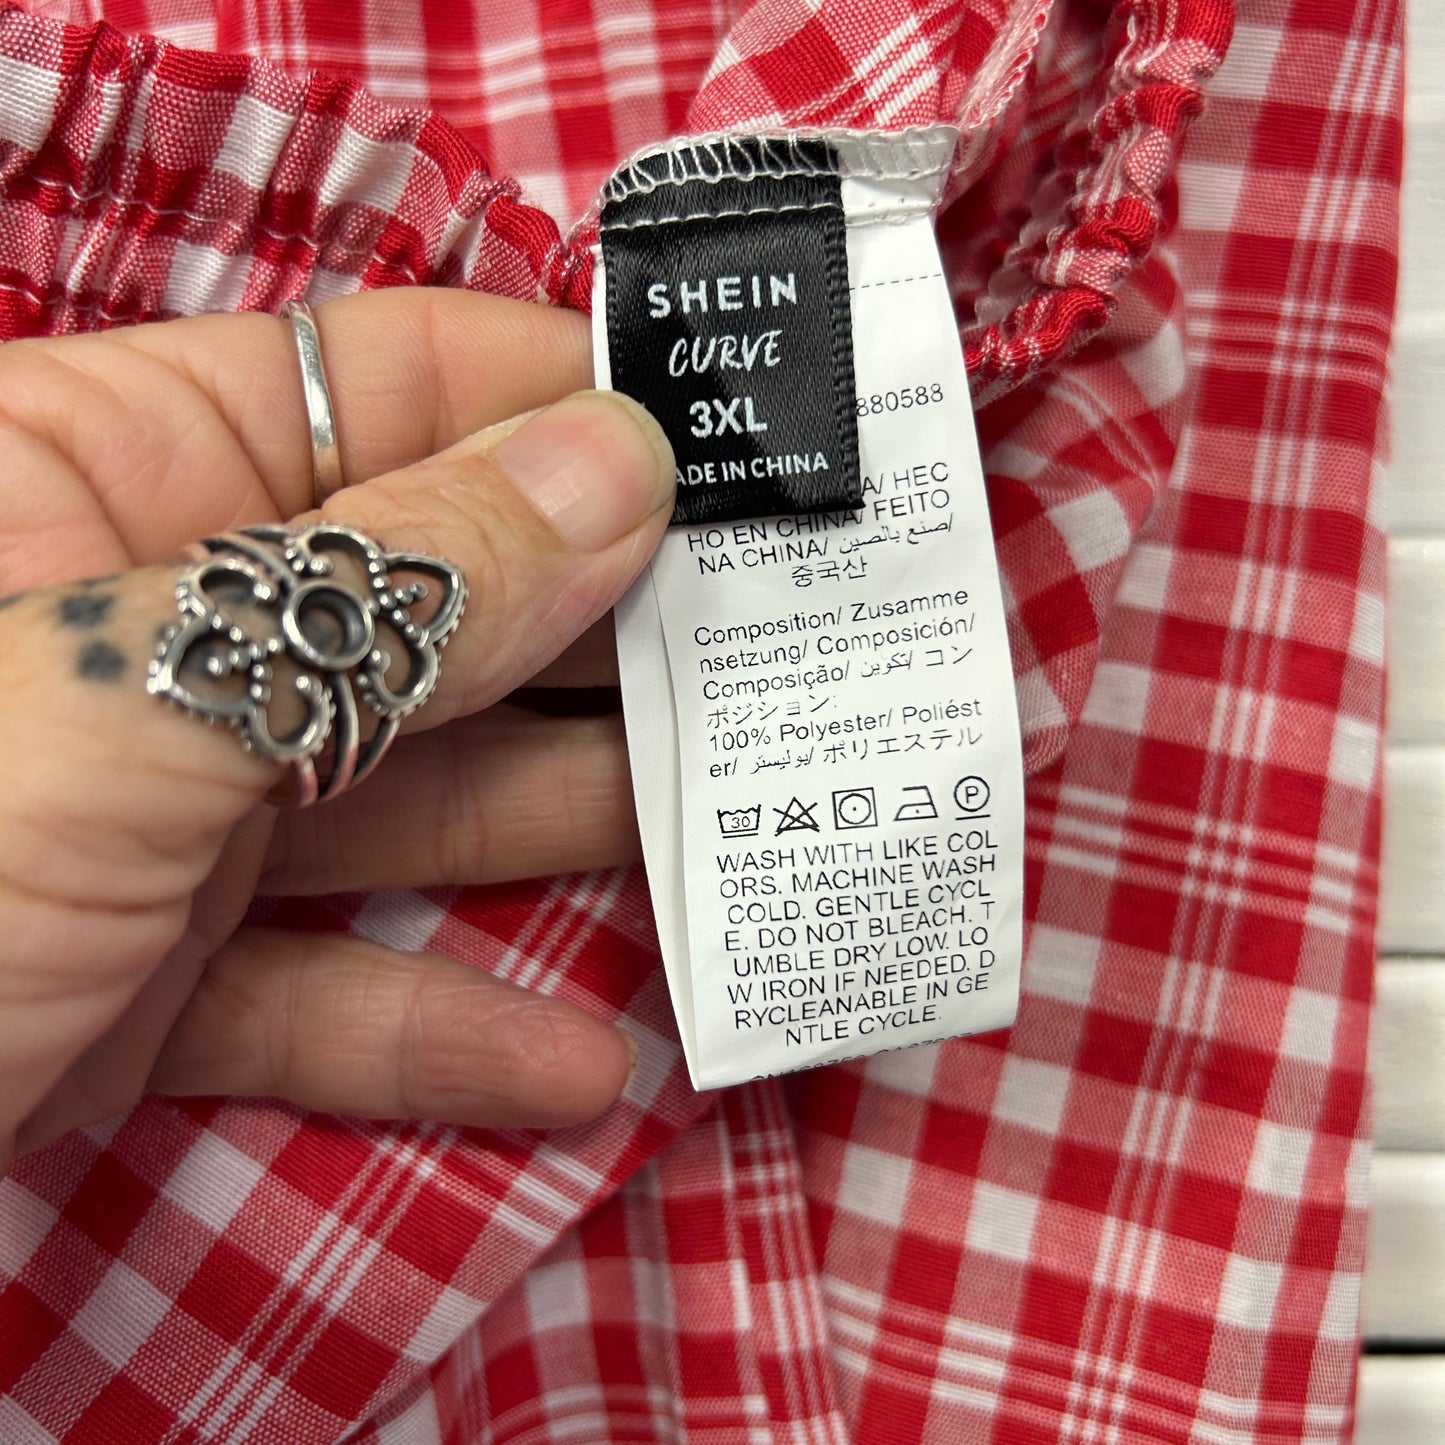 SHEIN
CURVE
3XL
ADE IN CHINA
880588
A/ HEC
HO EN CHINA/ FEITO
NA CHINA/ صنع بالصين/
중국산
Composition/ Zusamme
nsetzung/ Composición/
Composição/ تكوين/ コン
ポジション:
100% Polyester/ Poliést
er/ بوليستر/ ポリエステル
30
P
WASH WITH LIKE COL
ORS. MACHINE WASH
COLD. GENTLE CYCL
E. DO NOT BLEACH. T
UMBLE DRY LOW. LO
W IRON IF NEEDED. D
RYCLEANABLE IN GE
NTLE CYCLE.